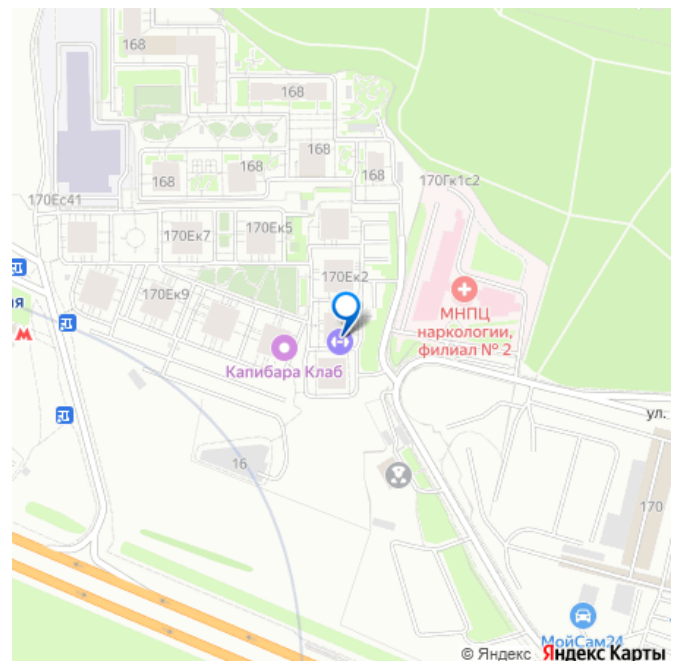 168
168
168
168
168
168
170Гк1с2
170Ес41
170Ек7
170Ек5
170Ек2
170Ек9
МНПЦ
наркологии,
филиал № 2
ая
Капибара Клаб
ул.
16
170
МойСам24
© Яндекс Яндекс Карты